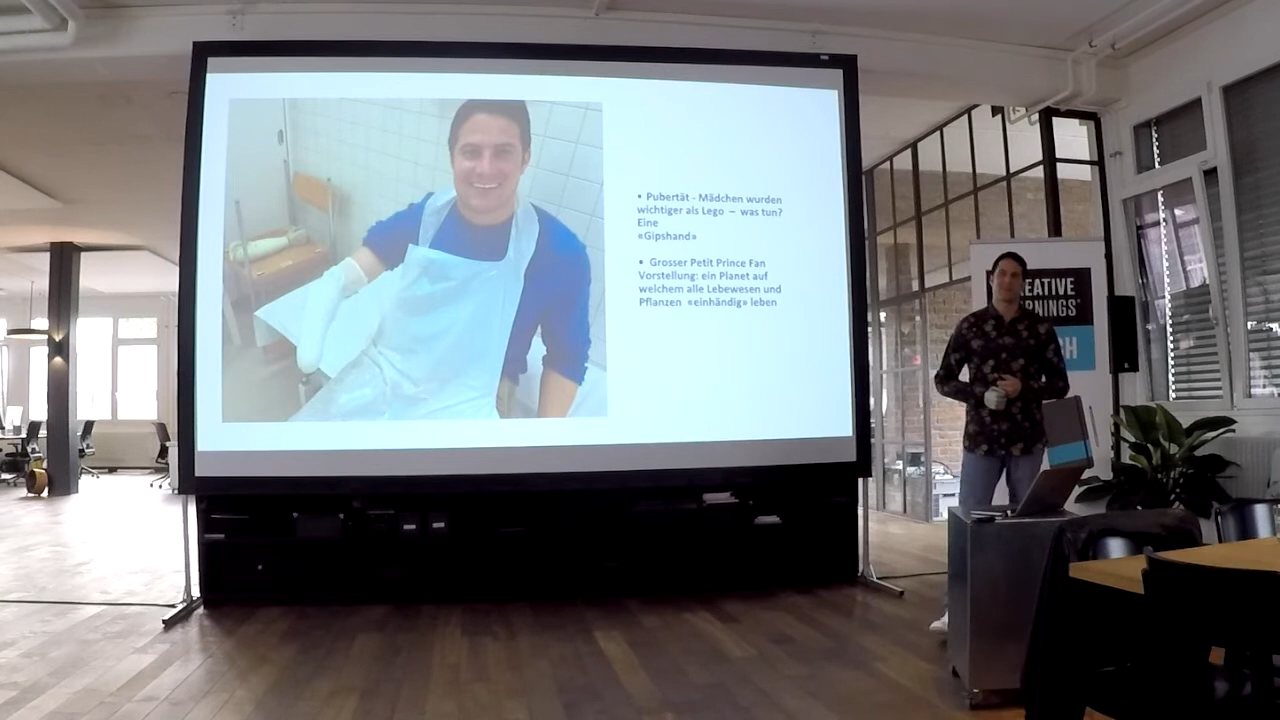 • Pubertät - Mädchen wurden
wichtiger als Lego – was tun?
Eine
«Gipshand»
• Grosser Petit Prince Fan
Vorstellung: ein Planet auf
welchem alle Lebewesen und
Pflanzen «einhändig» leben
EATIVE
RNINGS*
H